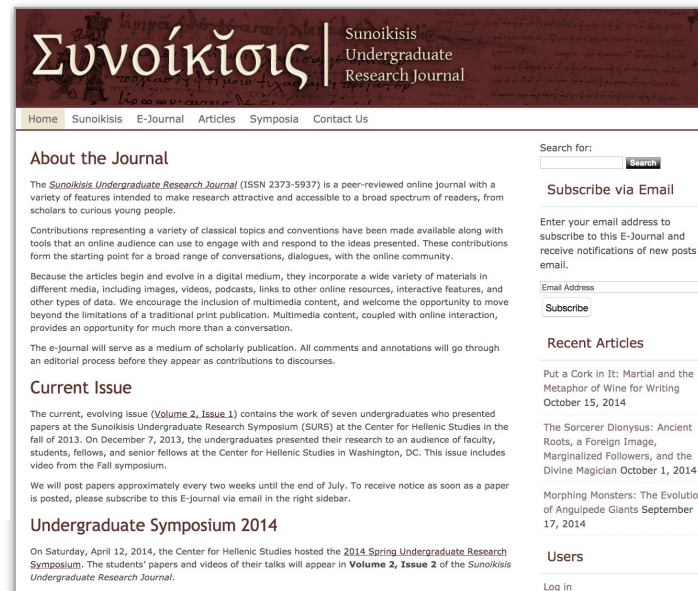 Συνοίκῐσις
Sunoikisis
Undergraduate
Research Journal
Home Sunoikisis E-Journal Articles Symposia Contact Us
About the Journal
The Sunoikisis Undergraduate Research Journal (ISSN 2373-5937) is a peer-reviewed online journal with a
variety of features intended to make research attractive and accessible to a broad spectrum of readers, from
scholars to curious young people.
Contributions representing a variety of classical topics and conventions have been made available along with
tools that an online audience can use to engage with and respond to the ideas presented. These contributions
form the starting point for a broad range of conversations, dialogues, with the online community.
Because the articles begin and evolve in a digital medium, they incorporate a wide variety of materials in
different media, including images, videos, podcasts, links to other online resources, interactive features, and
other types of data. We encourage the inclusion of multimedia content, and welcome the opportunity to move
beyond the limitations of a traditional print publication. Multimedia content, coupled with online interaction,
provides an opportunity for much more than a conversation.
The e-journal will serve as a medium of scholarly publication. All comments and annotations will go through
an editorial process before they appear as contributions to discourses.
Current Issue
The current, evolving issue (Volume 2, Issue 1) contains the work of seven undergraduates who presented
papers at the Sunoikisis Undergraduate Research Symposium (SURS) at the Center for Hellenic Studies in the
fall of 2013. On December 7, 2013, the undergraduates presented their research to an audience of faculty,
students, fellows, and senior fellows at the Center for Hellenic Studies in Washington, DC. This issue includes
video from the Fall symposium.
We will post papers approximately every two weeks until the end of July. To receive notice as soon as a paper
is posted, please subscribe to this E-journal via email in the right sidebar.
Undergraduate Symposium 2014
On Saturday, April 12, 2014, the Center for Hellenic Studies hosted the 2014 Spring Undergraduate Research
Symposium. The students' papers and videos of their talks will appear in Volume 2, Issue 2 of the Sunoikisis
Undergraduate Research Journal.
Search for:
Search
Subscribe via Email
Enter your email address to
subscribe to this E-Journal and
receive notifications of new posts
email.
Email Address
Subscribe
Recent Articles
Put a Cork in It: Martial and the
Metaphor of Wine for Writing
October 15, 2014
The Sorcerer Dionysus: Ancient
Roots, a Foreign Image,
Marginalized Followers, and the
Divine Magician October 1, 2014
Morphing Monsters: The Evolutio
of Anguipede Giants September
17, 2014
Users
Log in